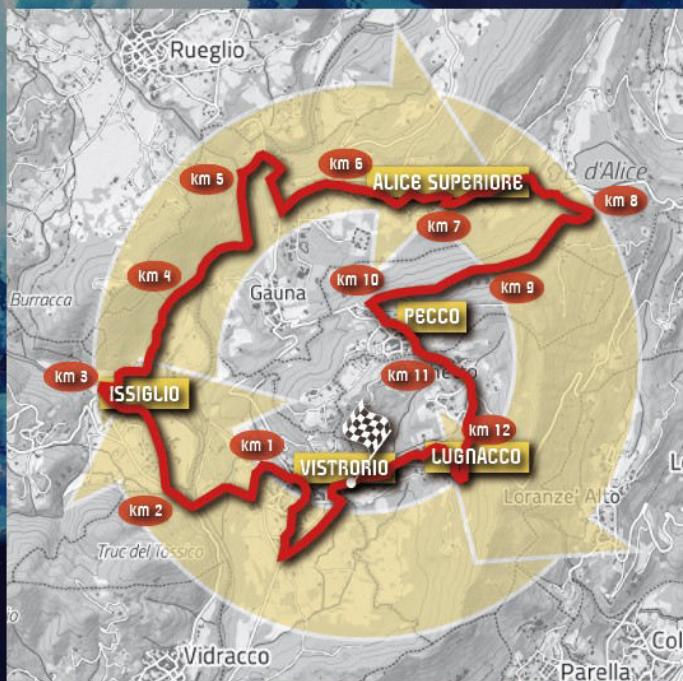 Rueglio
km 6
km 5
ALICE SUPERIORE
d'Alice
km 8
km 7
km 4
km 10
Gauna
km 9
Burracca
PECCO
km 3
ISSIGLIO
km 11
km 1
km 12
VISTRORIO
LUGNACCO
km 2
Loranze' Alto
Truc del Tossico
Vidracco
Col
Parella